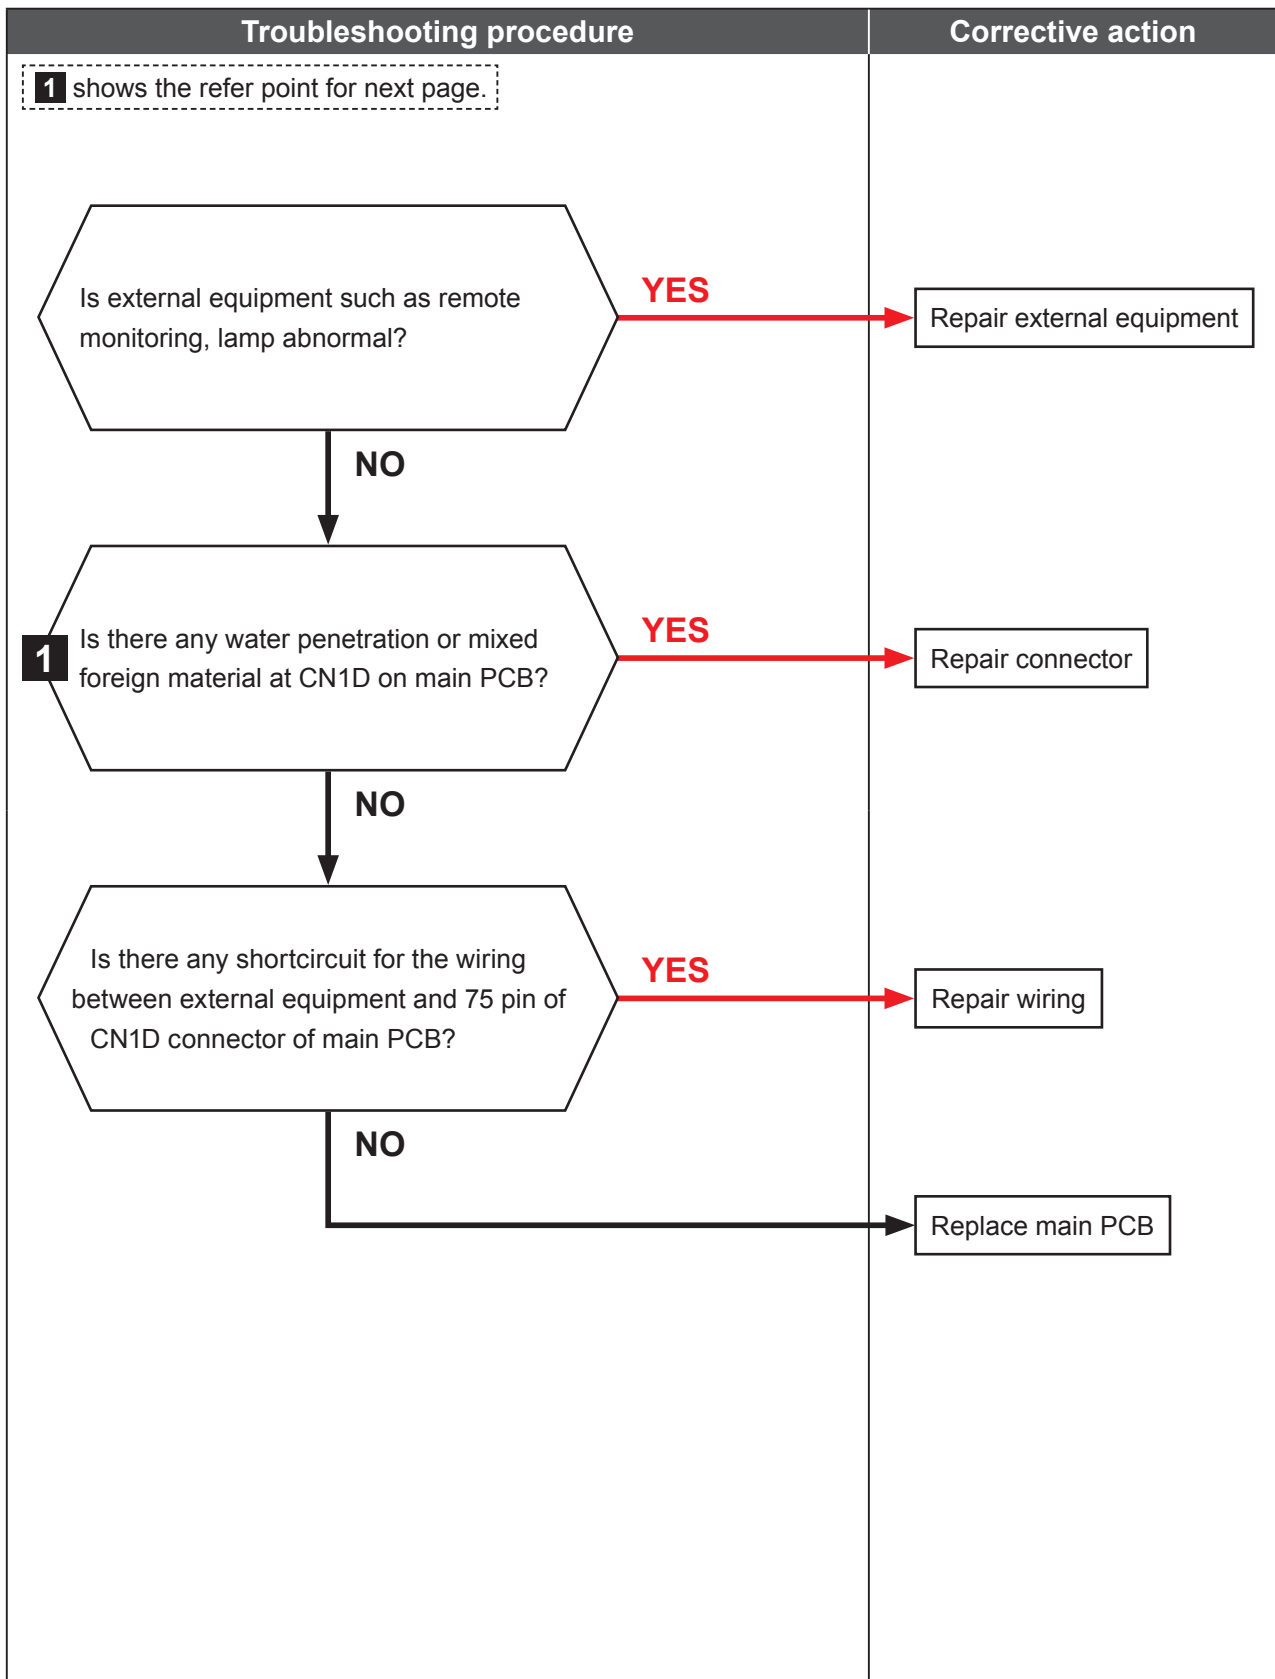 Troubleshooting procedure
Corrective action
1 shows the refer point for next page.
Is external equipment such as remote
monitoring, lamp abnormal?
YES
Repair external equipment
NO
1
Is there any water penetration or mixed
foreign material at CN1D on main PCB?
YES
Repair connector
NO
Is there any shortcircuit for the wiring
between external equipment and 75 pin of
CN1D connector of main PCB?
YES
Repair wiring
NO
Replace main PCB